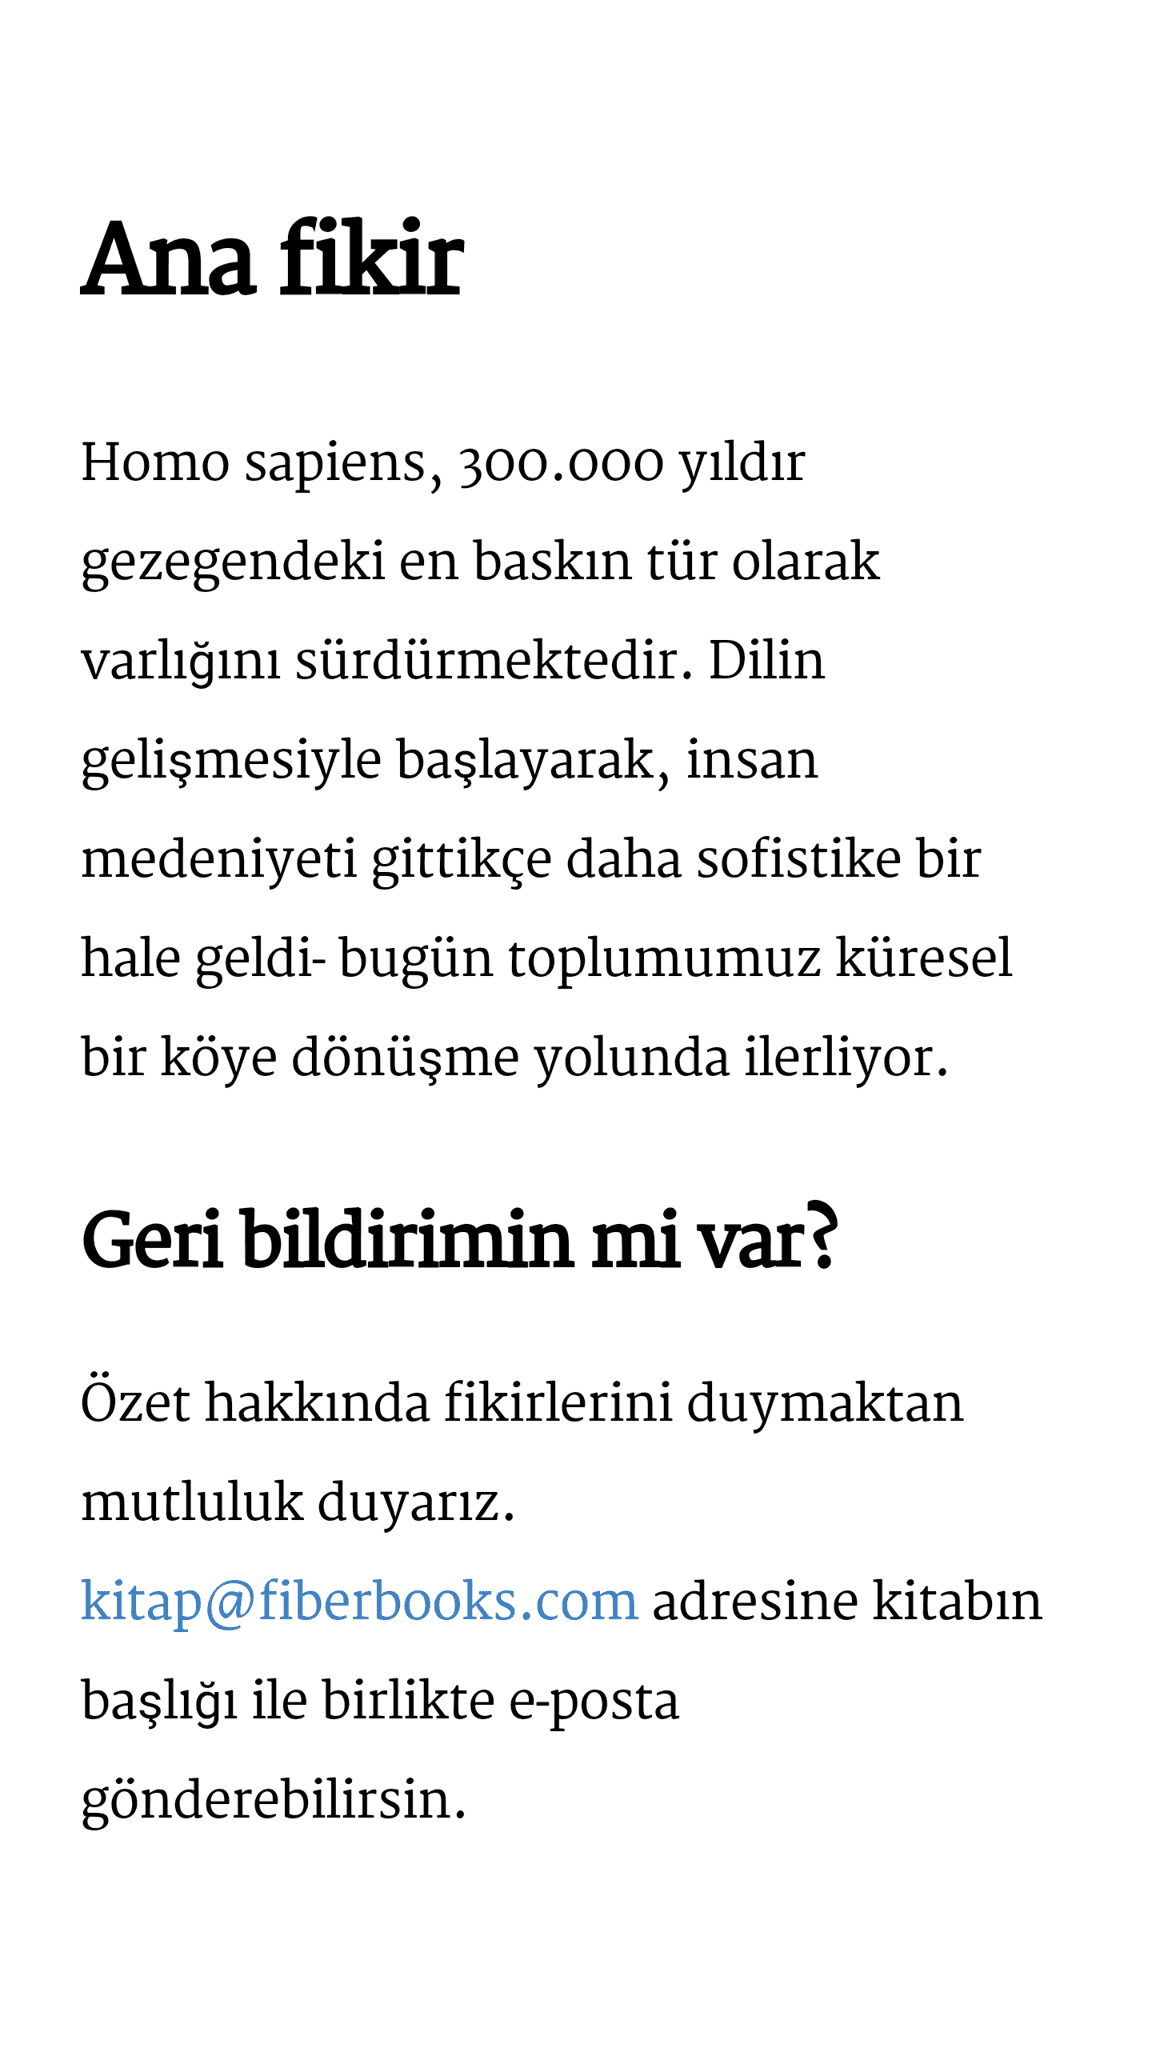 Ana fikir
Homo sapiens, 300.000 yıldır
gezegendeki en baskın tür olarak
varlığını sürdürmektedir. Dilin
gelişmesiyle başlayarak, insan
medeniyeti gittikçe daha sofistike bir
hale geldi- bugün toplumumuz küresel
bir köye dönüşme yolunda ilerliyor.
Geri bildirimin mi var?
Özet hakkında fikirlerini duymaktan
mutluluk duyarız.
kitap@fiberbooks.com adresine kitabın
başlığı ile birlikte e-posta
gönderebilirsin.